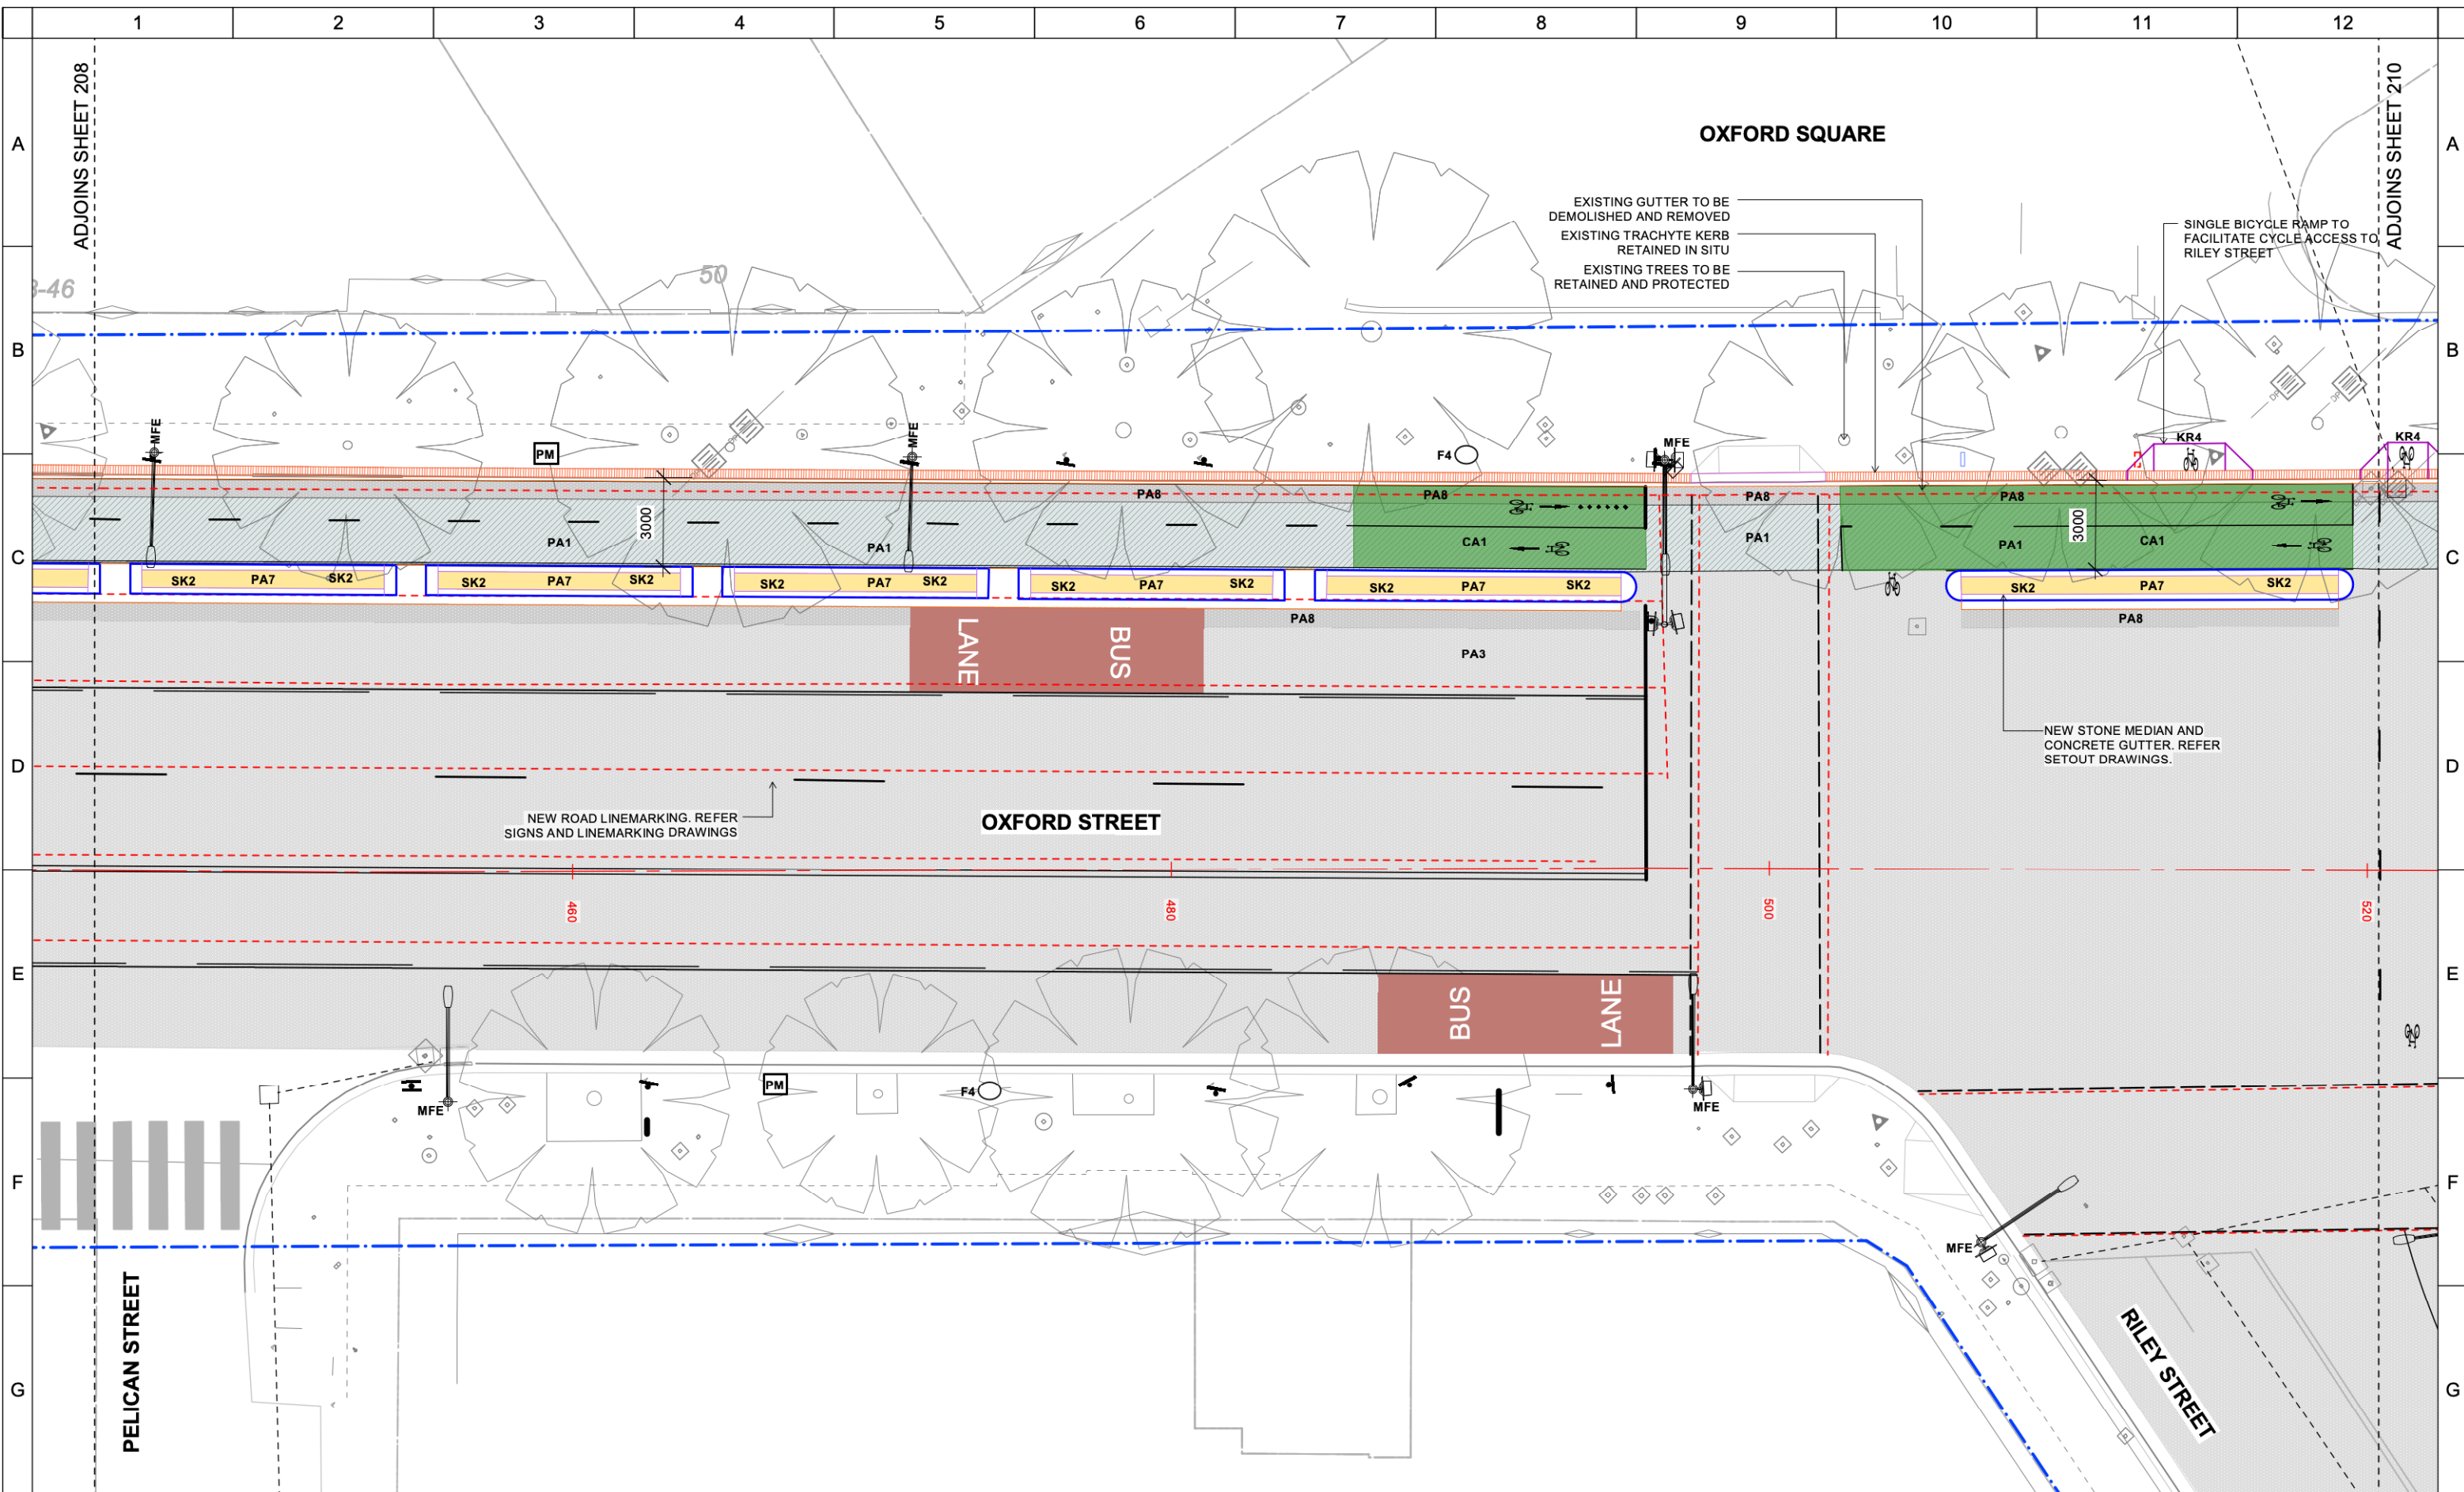 1 2 3 4 5 6 7 8 9 10 11 12
A
A
ADJOINS SHEET 208
OXFORD SQUARE
ADJOINS SHEET 210
EXISTING GUTTER TO BE
DEMOLISHED AND REMOVED
EXISTING TRACHYTE KERB
RETAINED IN SITU
EXISTING TREES TO BE
RETAINED AND PROTECTED
SINGLE BICYCLE RAMP TO
FACILITATE CYCLE ACCESS TO
RILEY STREET
3-46
50
B
B
MFE
PM
MFE
F4
MFE
KR4
KR4
PA8
PA8
PA8
PA8
3000
3000
PA1
PA1
CA1
PA1
PA1
CA1
C
C
SK2 PA7 SK2
SK2 PA7 SK2
SK2 PA7 SK2
SK2 PA7 SK2
SK2 PA7 SK2
SK2 PA7 SK2
PA8
PA8
LANE
BUS
PA3
NEW STONE MEDIAN AND
CONCRETE GUTTER. REFER
SETOUT DRAWINGS.
D
D
NEW ROAD LINEMARKING. REFER
SIGNS AND LINEMARKING DRAWINGS
OXFORD STREET
460
480
500
520
E
E
BUS
LANE
MFE
PM
F4
MFE
F
F
MFE
PELICAN STREET
RILEY STREET
G
G